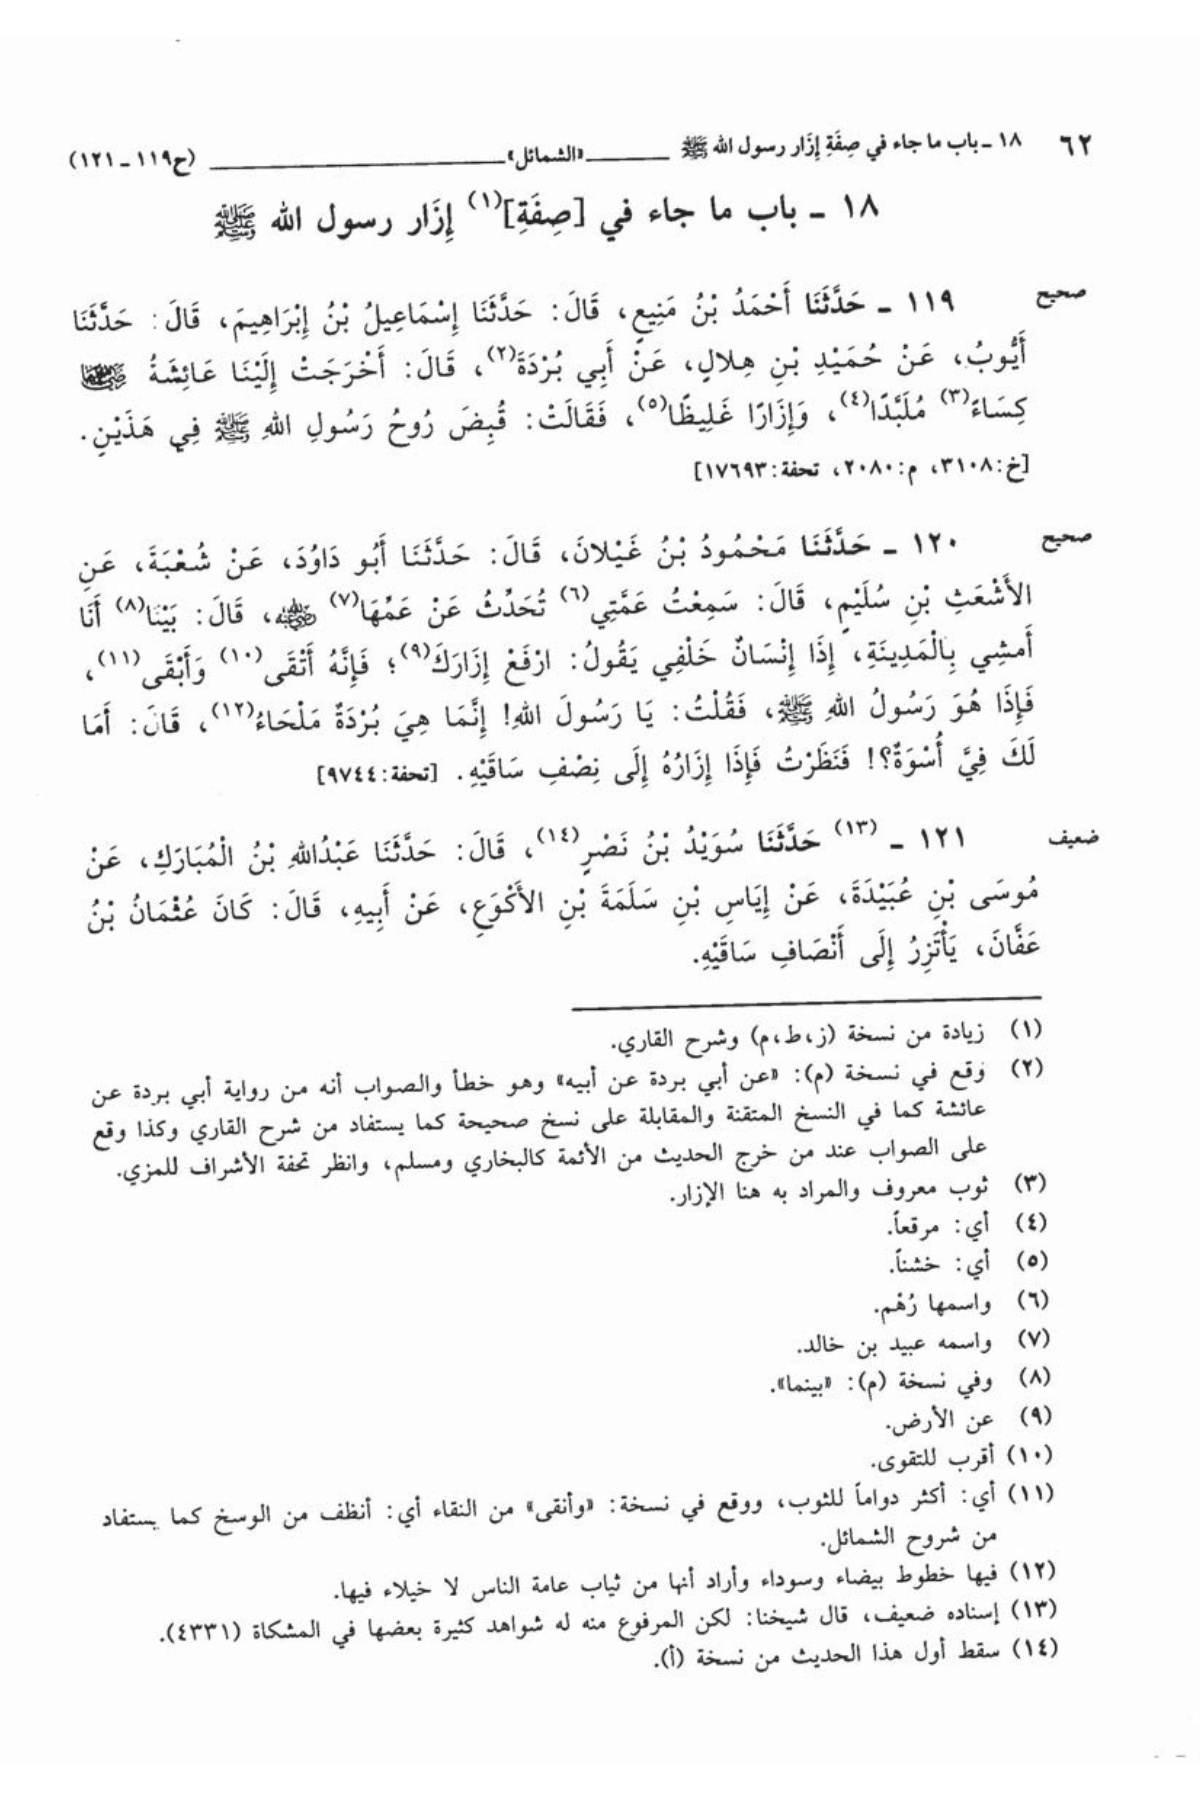 ٦٢ ١٨ ـ باب ما جاء في صِفَةِ إِزَار رسول الله ﷺ ــــــ «الشمائل» ــــــ (ح١١٩ ـ ١٢١)
١٨ ـ باب ما جاء في [صِفَةِ](١) إِزَار رسول الله ﷺ
صحيح ١١٩ ـ حَدَّثَنَا أَحْمَدُ بْنُ مَنِيعٍ، قَالَ: حَدَّثَنَا إِسْمَاعِيلُ بْنُ إِبْرَاهِيمَ، قَالَ: حَدَّثَنَا
أَيُّوبُ، عَنْ حُمَيْدِ بْنِ هِلالٍ، عَنْ أَبِي بُرْدَةَ(٢)، قَالَ: أَخْرَجَتْ إِلَيْنَا عَائِشَةُ
كِسَاءً(٣) مُلَبَّدًا(٤)، وَإِزَارًا غَلِيظًا(٥)، فَقَالَتْ: قُبِضَ رُوحُ رَسُولِ اللهِ ﷺ فِي هَذَيْنِ.
[خ:٣١٠٨، م:٢٠٨٠، تحفة:١٧٦٩٣]
صحيح ١٢٠ ـ حَدَّثَنَا مَحْمُودُ بْنُ غَيْلانَ، قَالَ: حَدَّثَنَا أَبُو دَاوُدَ، عَنْ شُعْبَةَ، عَنِ
الأَشْعَثِ بْنِ سُلَيْمٍ، قَالَ: سَمِعْتُ عَمَّتِي(٦) تُحَدِّثُ عَنْ عَمِّهَا(٧) رضي الله عنه، قَالَ: بَيْنَا(٨) أَنَا
أَمشِي بِالْمَدِينَةِ، إِذَا إِنْسَانٌ خَلْفِي يَقُولُ: ارْفَعْ إِزَارَكَ(٩)؛ فَإِنَّهُ أَتْقَى(١٠) وَأَبْقَى(١١)،
فَإِذَا هُوَ رَسُولُ اللهِ ﷺ، فَقُلْتُ: يَا رَسُولَ اللهِ! إِنَّمَا هِيَ بُرْدَةٌ مَلْحَاءُ(١٢)، قَالَ: أَمَا
لَكَ فِيَّ أُسْوَةٌ؟! فَنَظَرْتُ فَإِذَا إِزَارُهُ إِلَى نِصْفِ سَاقَيْهِ. [تحفة:٩٧٤٤]
ضعيف ١٢١ ـ (١٣) حَدَّثَنَا سُوَيْدُ بْنُ نَصْرٍ(١٤)، قَالَ: حَدَّثَنَا عَبْدُاللهِ بْنُ الْمُبَارَكِ، عَنْ
مُوسَى بْنِ عُبَيْدَةَ، عَنْ إِيَاسِ بْنِ سَلَمَةَ بْنِ الأَكْوَعِ، عَنْ أَبِيهِ، قَالَ: كَانَ عُثْمَانُ بْنُ
عَفَّانَ، يَأْتَزِرُ إِلَى أَنْصَافِ سَاقَيْهِ.
(١) زيادة من نسخة (ز،ط،م) وشرح القاري.
(٢) وقع في نسخة (م): «عن أبي بردة عن أبيه» وهو خطأ والصواب أنه من رواية أبي بردة عن
عائشة كما في النسخ المتقنة والمقابلة على نسخ صحيحة كما يستفاد من شرح القاري وكذا وقع
على الصواب عند من خرج الحديث من الأئمة كالبخاري ومسلم، وانظر تحفة الأشراف للمزي.
(٣) ثوب معروف والمراد به هنا الإزار.
(٤) أي: مرقعاً.
(٥) أي: خشناً.
(٦) واسمها رُهْم.
(٧) واسمه عبيد بن خالد.
(٨) وفي نسخة (م): «بينما».
(٩) عن الأرض.
(١٠) أقرب للتقوى.
(١١) أي: أكثر دواماً للثوب، ووقع في نسخة: «وأنقى» من النقاء أي: أنظف من الوسخ كما يستفاد
من شروح الشمائل.
(١٢) فيها خطوط بيضاء وسوداء وأراد أنها من ثياب عامة الناس لا خيلاء فيها.
(١٣) إسناده ضعيف، قال شيخنا: لكن المرفوع منه له شواهد كثيرة بعضها في المشكاة (٤٣٣١).
(١٤) سقط أول هذا الحديث من نسخة (أ).